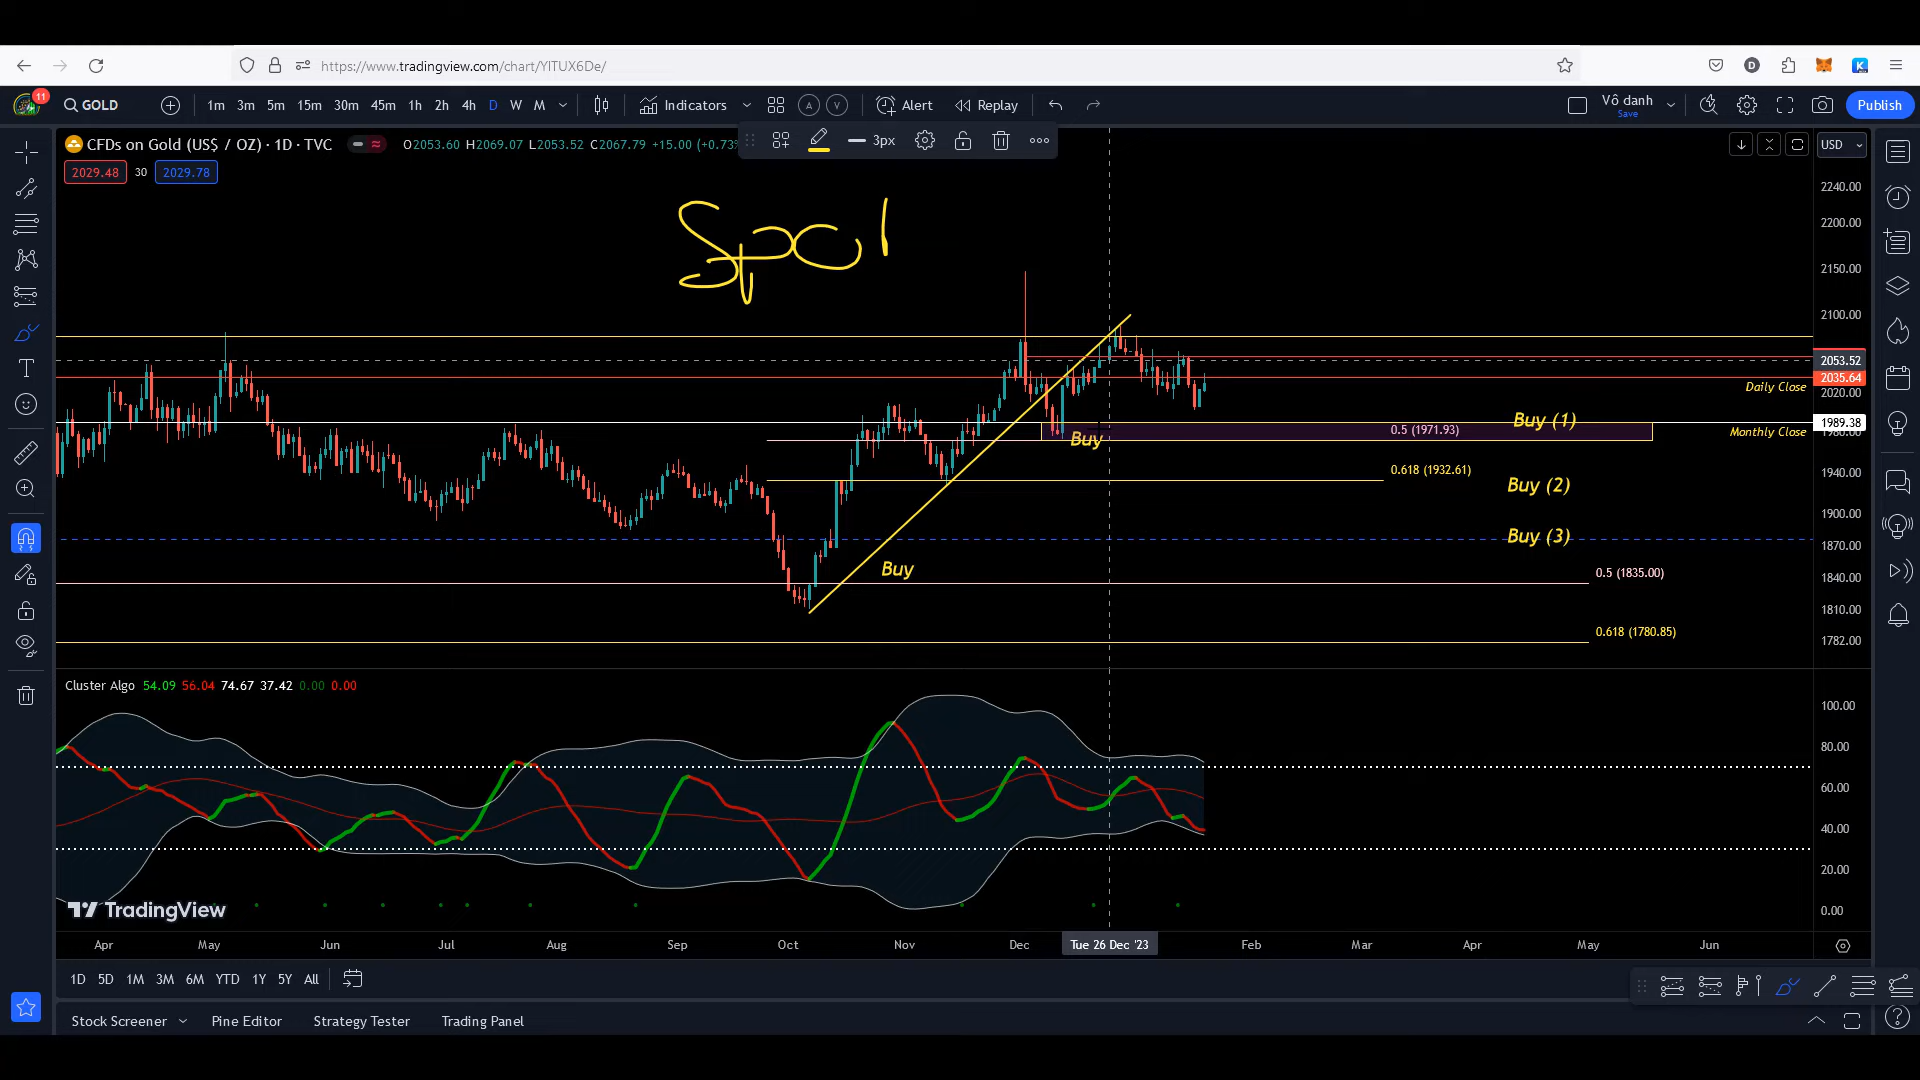 https://www.tradingview.com/chart/YITUX6De/
11 GOLD 1m 3m 5m 15m 30m 45m 1h 2h 4h D W M Indicators A V Alert Replay Vô danh Save Publish
CFDs on Gold (US$ / OZ) · 1D · TVC O2053.60 H2069.07 L2053.52 C2067.79 +15.00 (+0.73% 3px USD
2029.48 30 2029.78
2240.00
2200.00
2150.00
2100.00
2053.52
2035.64
Daily Close 2020.00
Buy (1) 1989.38
Buy 0.5 (1971.93) Monthly Close 1980.00
0.618 (1932.61) 1940.00
Buy (2)
1900.00
Buy (3) 1870.00
Buy 0.5 (1835.00) 1840.00
1810.00
0.618 (1780.85) 1782.00
Cluster Algo 54.09 56.04 74.67 37.42 0.00 0.00
100.00
80.00
60.00
40.00
20.00
TradingView 0.00
Apr May Jun Jul Aug Sep Oct Nov Dec Tue 26 Dec '23 Feb Mar Apr May Jun
1D 5D 1M 3M 6M YTD 1Y 5Y All
Stock Screener Pine Editor Strategy Tester Trading Panel